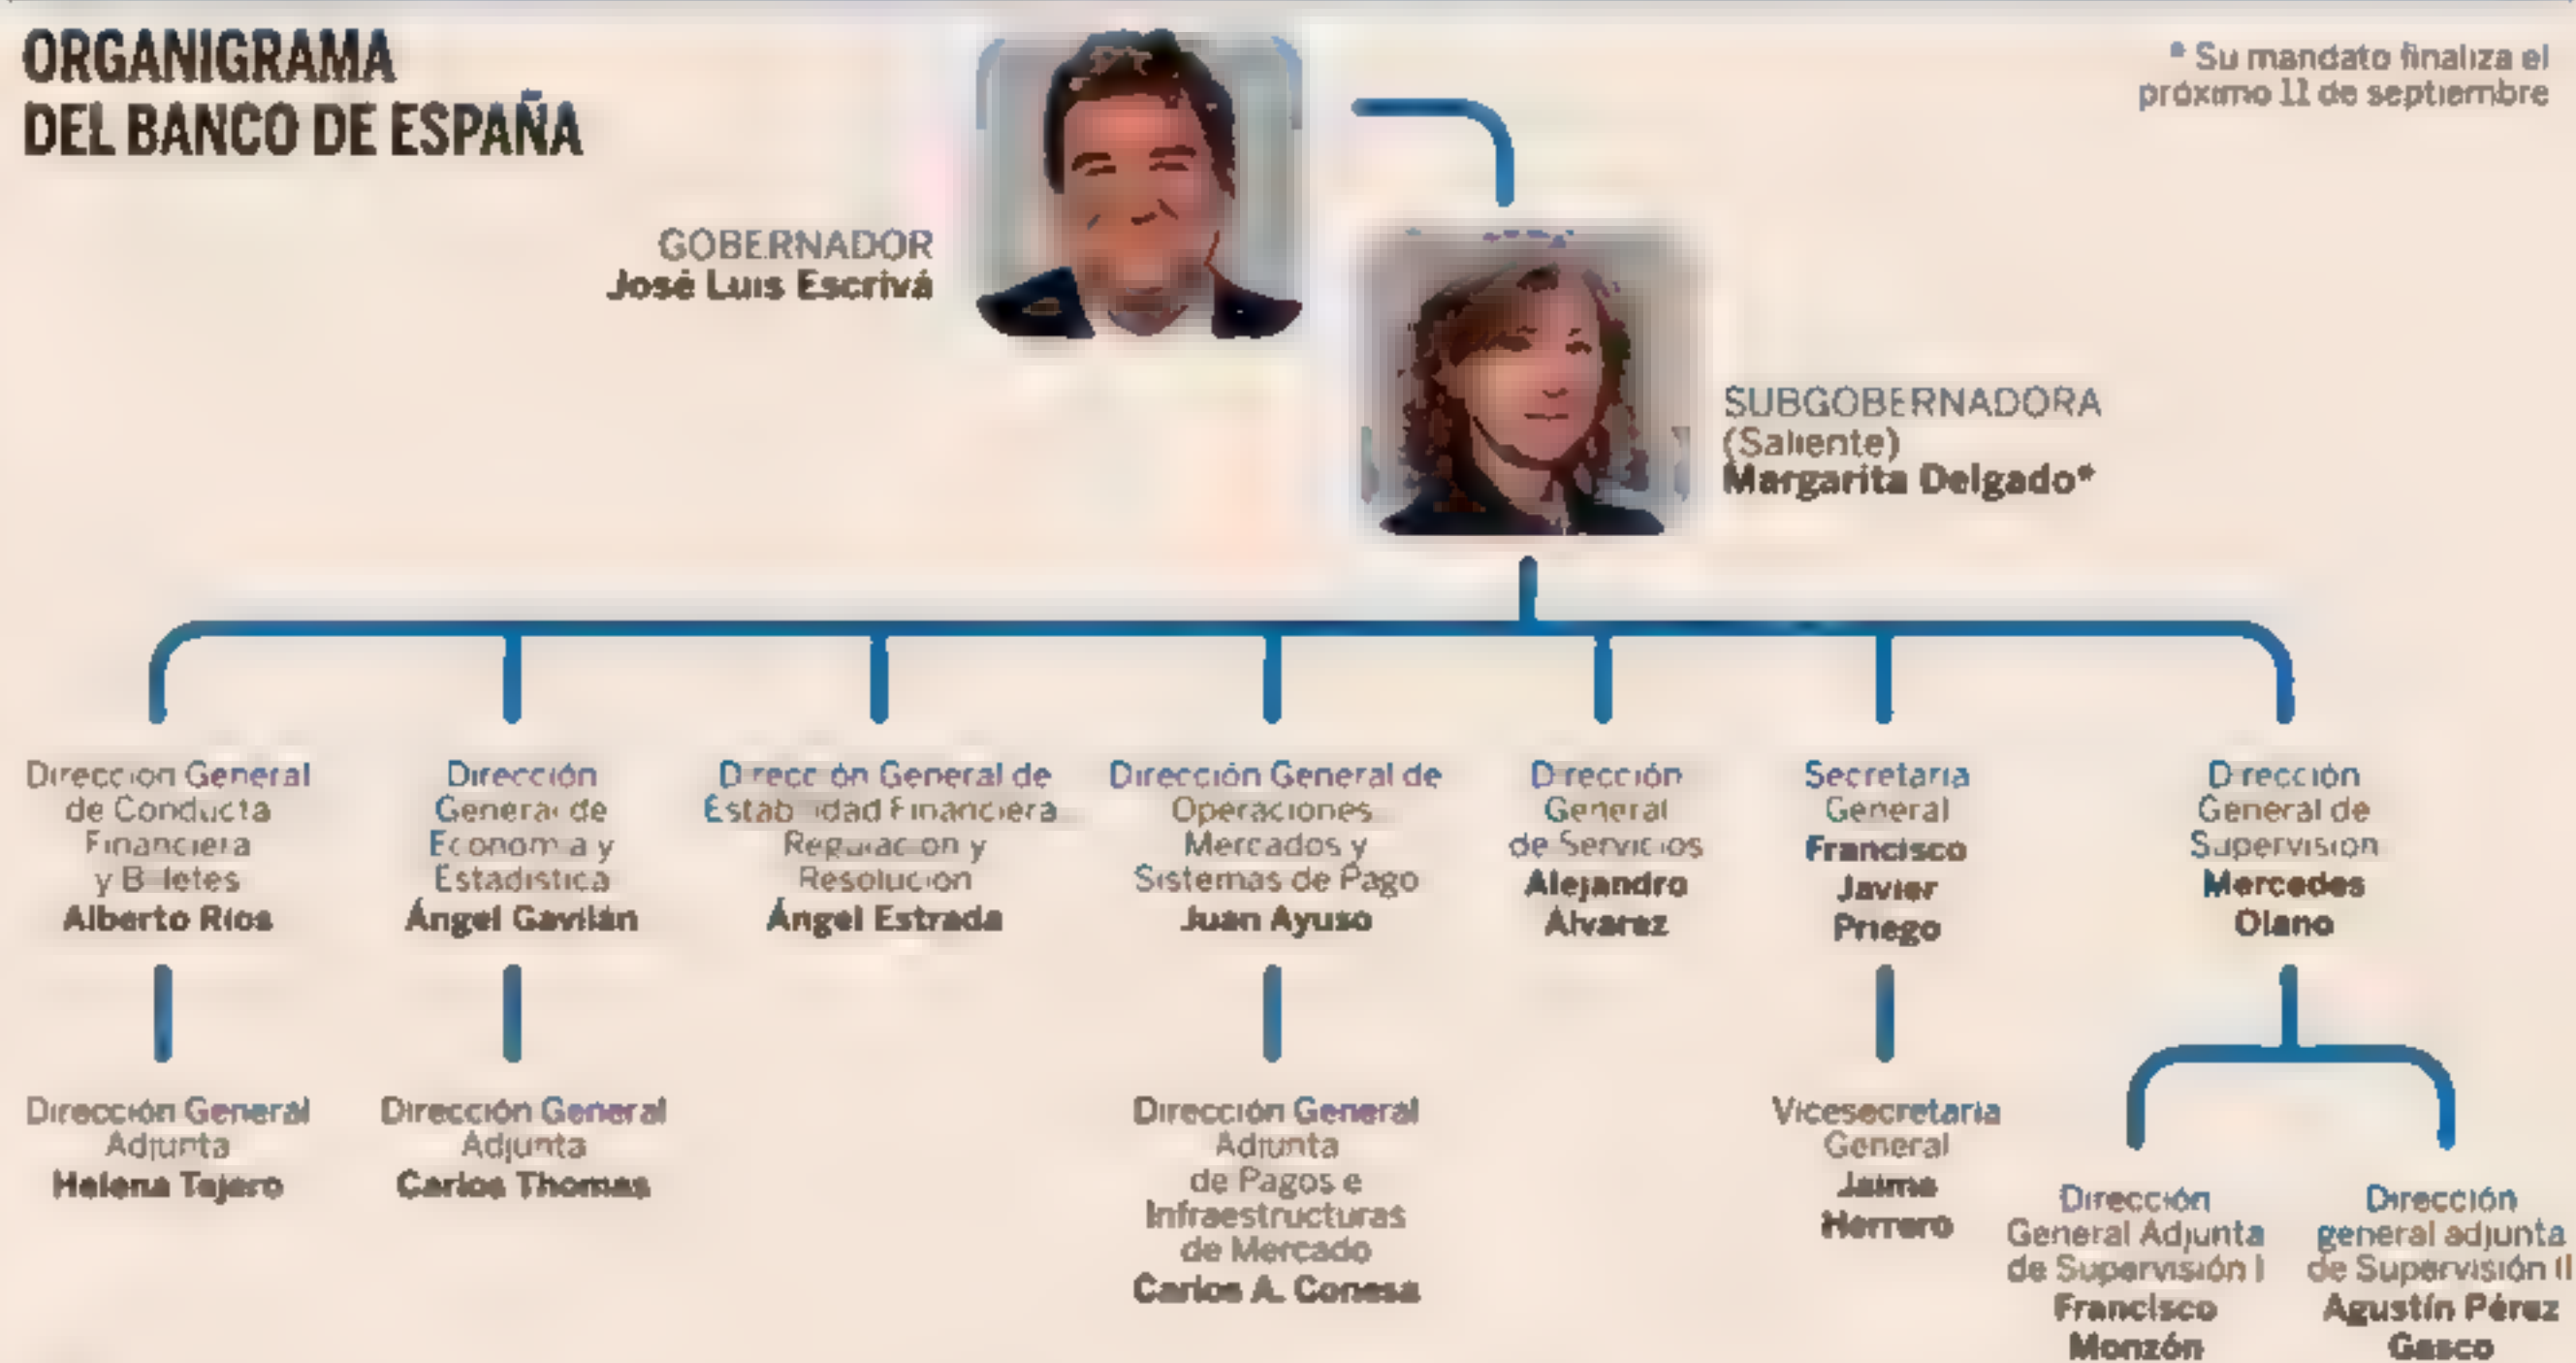 ORGANIGRAMA
DEL BANCO DE ESPAÑA
* Su mandato finaliza el
próximo 11 de septiembre
GOBERNADOR
José Luis Escrivá
SUBGOBERNADORA
(Saliente)
Margarita Delgado*
Dirección General
de Conducta
Financiera
y Billetes
Alberto Ríos
Dirección
General de
Economía y
Estadística
Ángel Gavilán
Dirección General de
Estabilidad Financiera
Regulación y
Resolución
Ángel Estrada
Dirección General de
Operaciones
Mercados y
Sistemas de Pago
Juan Ayuso
Dirección
General
de Servicios
Alejandro
Álvarez
Secretaría
General
Francisco
Javier
Priego
Dirección
General de
Supervisión
Mercedes
Olano
Dirección General
Adjunta
Helena Tejero
Dirección General
Adjunta
Carlos Thomas
Dirección General
Adjunta
de Pagos e
Infraestructuras
de Mercado
Carlos A. Conesa
Vicesecretaría
General
Jaime
Herrero
Dirección
General Adjunta
de Supervisión I
Francisco
Monzón
Dirección
general adjunta
de Supervisión II
Agustín Pérez
Gasco